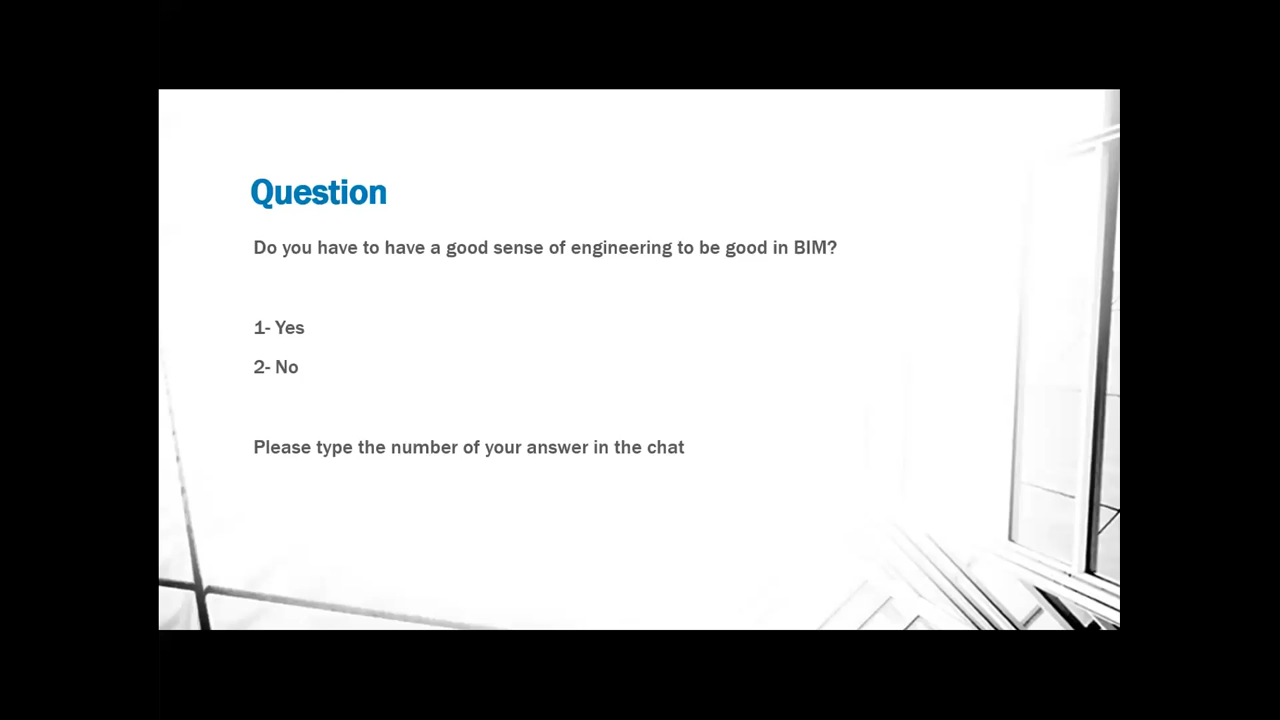 Question
Do you have to have a good sense of engineering to be good in BIM?
1- Yes
2- No
Please type the number of your answer in the chat